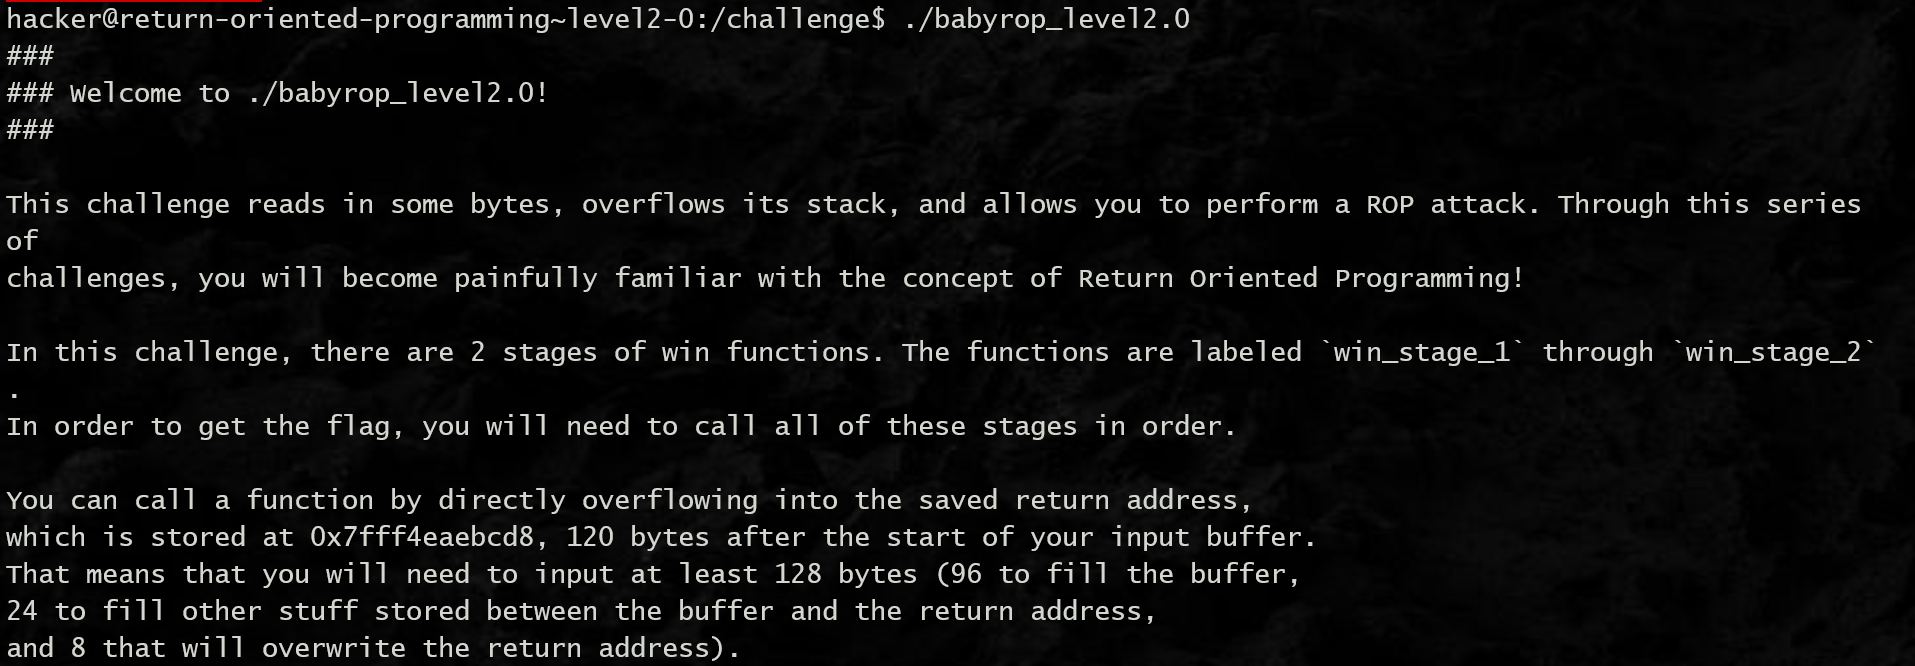 hacker@return-oriented-programming~level2-0:/challenge$ ./babyrop_level2.0
###
### Welcome to ./babyrop_level2.0!
###
This challenge reads in some bytes, overflows its stack, and allows you to perform a ROP attack. Through this series
of
challenges, you will become painfully familiar with the concept of Return Oriented Programming!
In this challenge, there are 2 stages of win functions. The functions are labeled `win_stage_1` through `win_stage_2`
.
In order to get the flag, you will need to call all of these stages in order.
You can call a function by directly overflowing into the saved return address,
which is stored at 0x7fff4eaebcd8, 120 bytes after the start of your input buffer.
That means that you will need to input at least 128 bytes (96 to fill the buffer,
24 to fill other stuff stored between the buffer and the return address,
and 8 that will overwrite the return address).